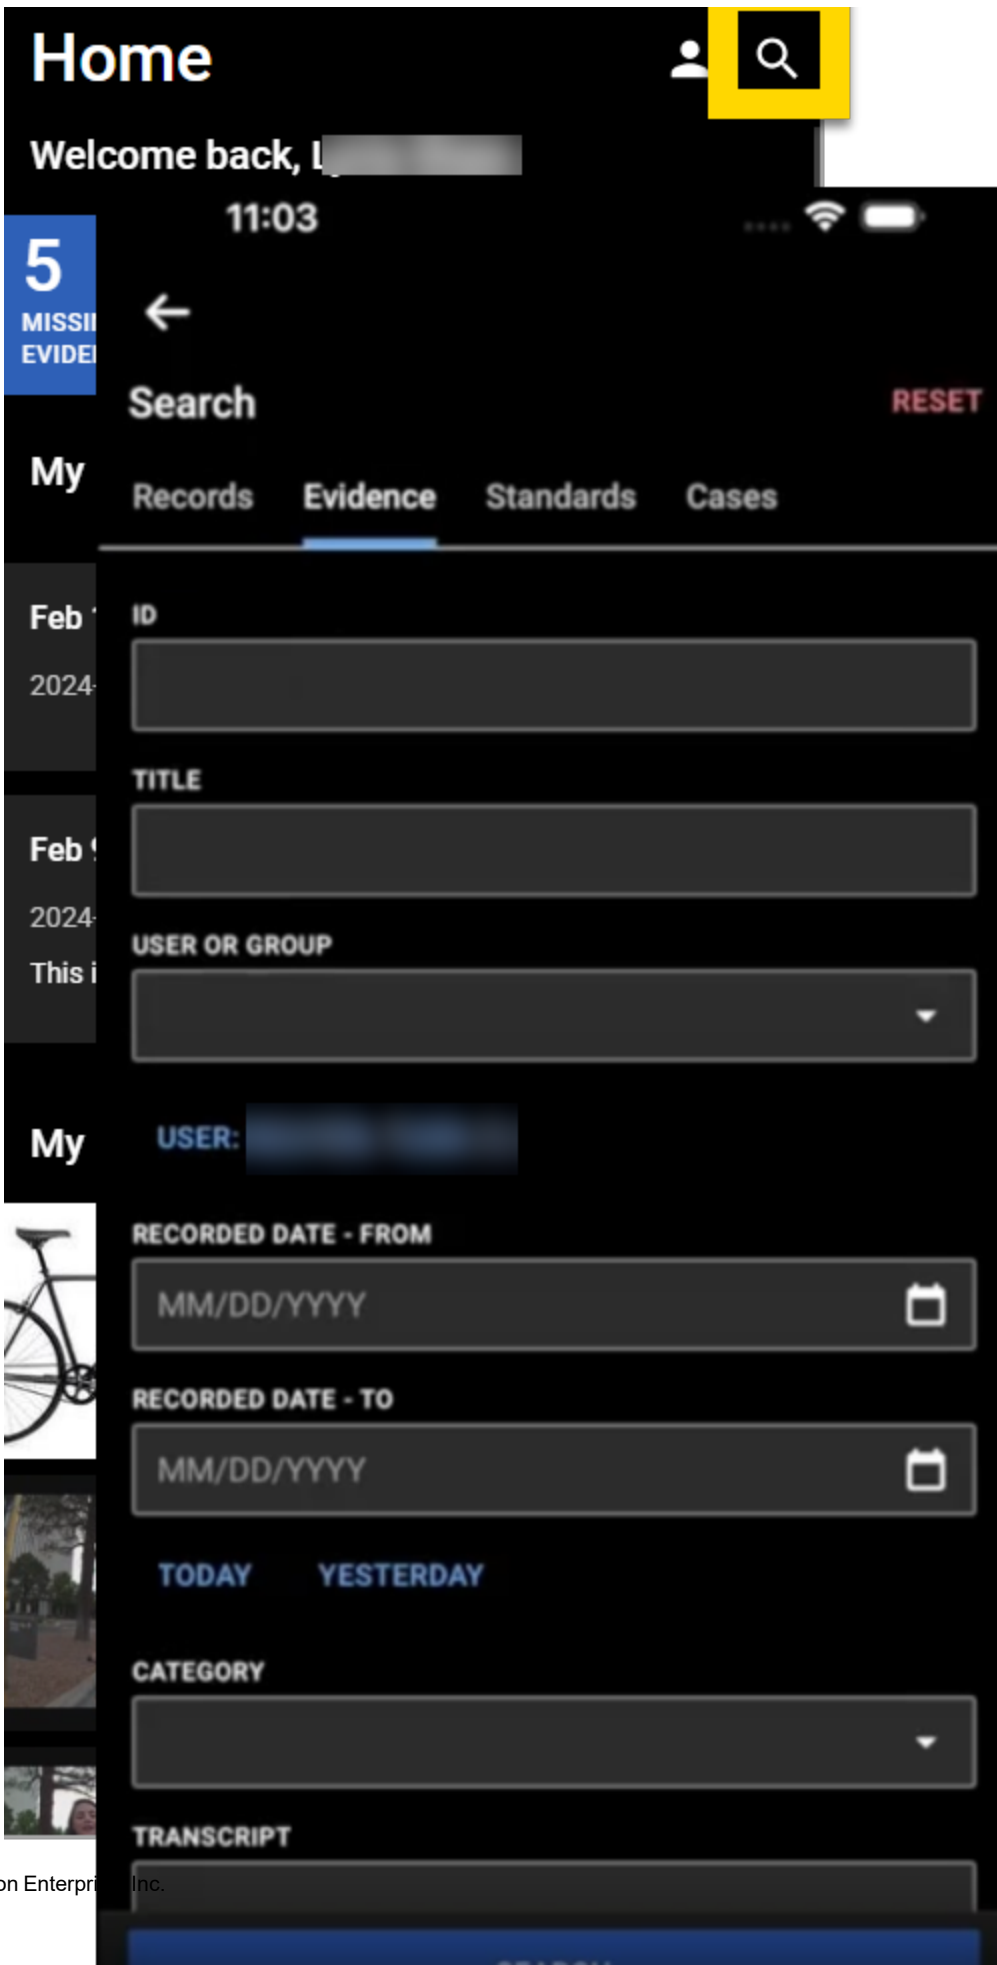 Home
Welcome back,
11:03
5
My
Search
RESET
Records Evidence Standards Cases
Feb
2024-
ID
TITLE
Feb
2024-
This i
USER OR GROUP
My
USER:
RECORDED DATE - FROM
MM/DD/YYYY
RECORDED DATE - TO
MM/DD/YYYY
TODAY YESTERDAY
CATEGORY
TRANSCRIPT
Inc.